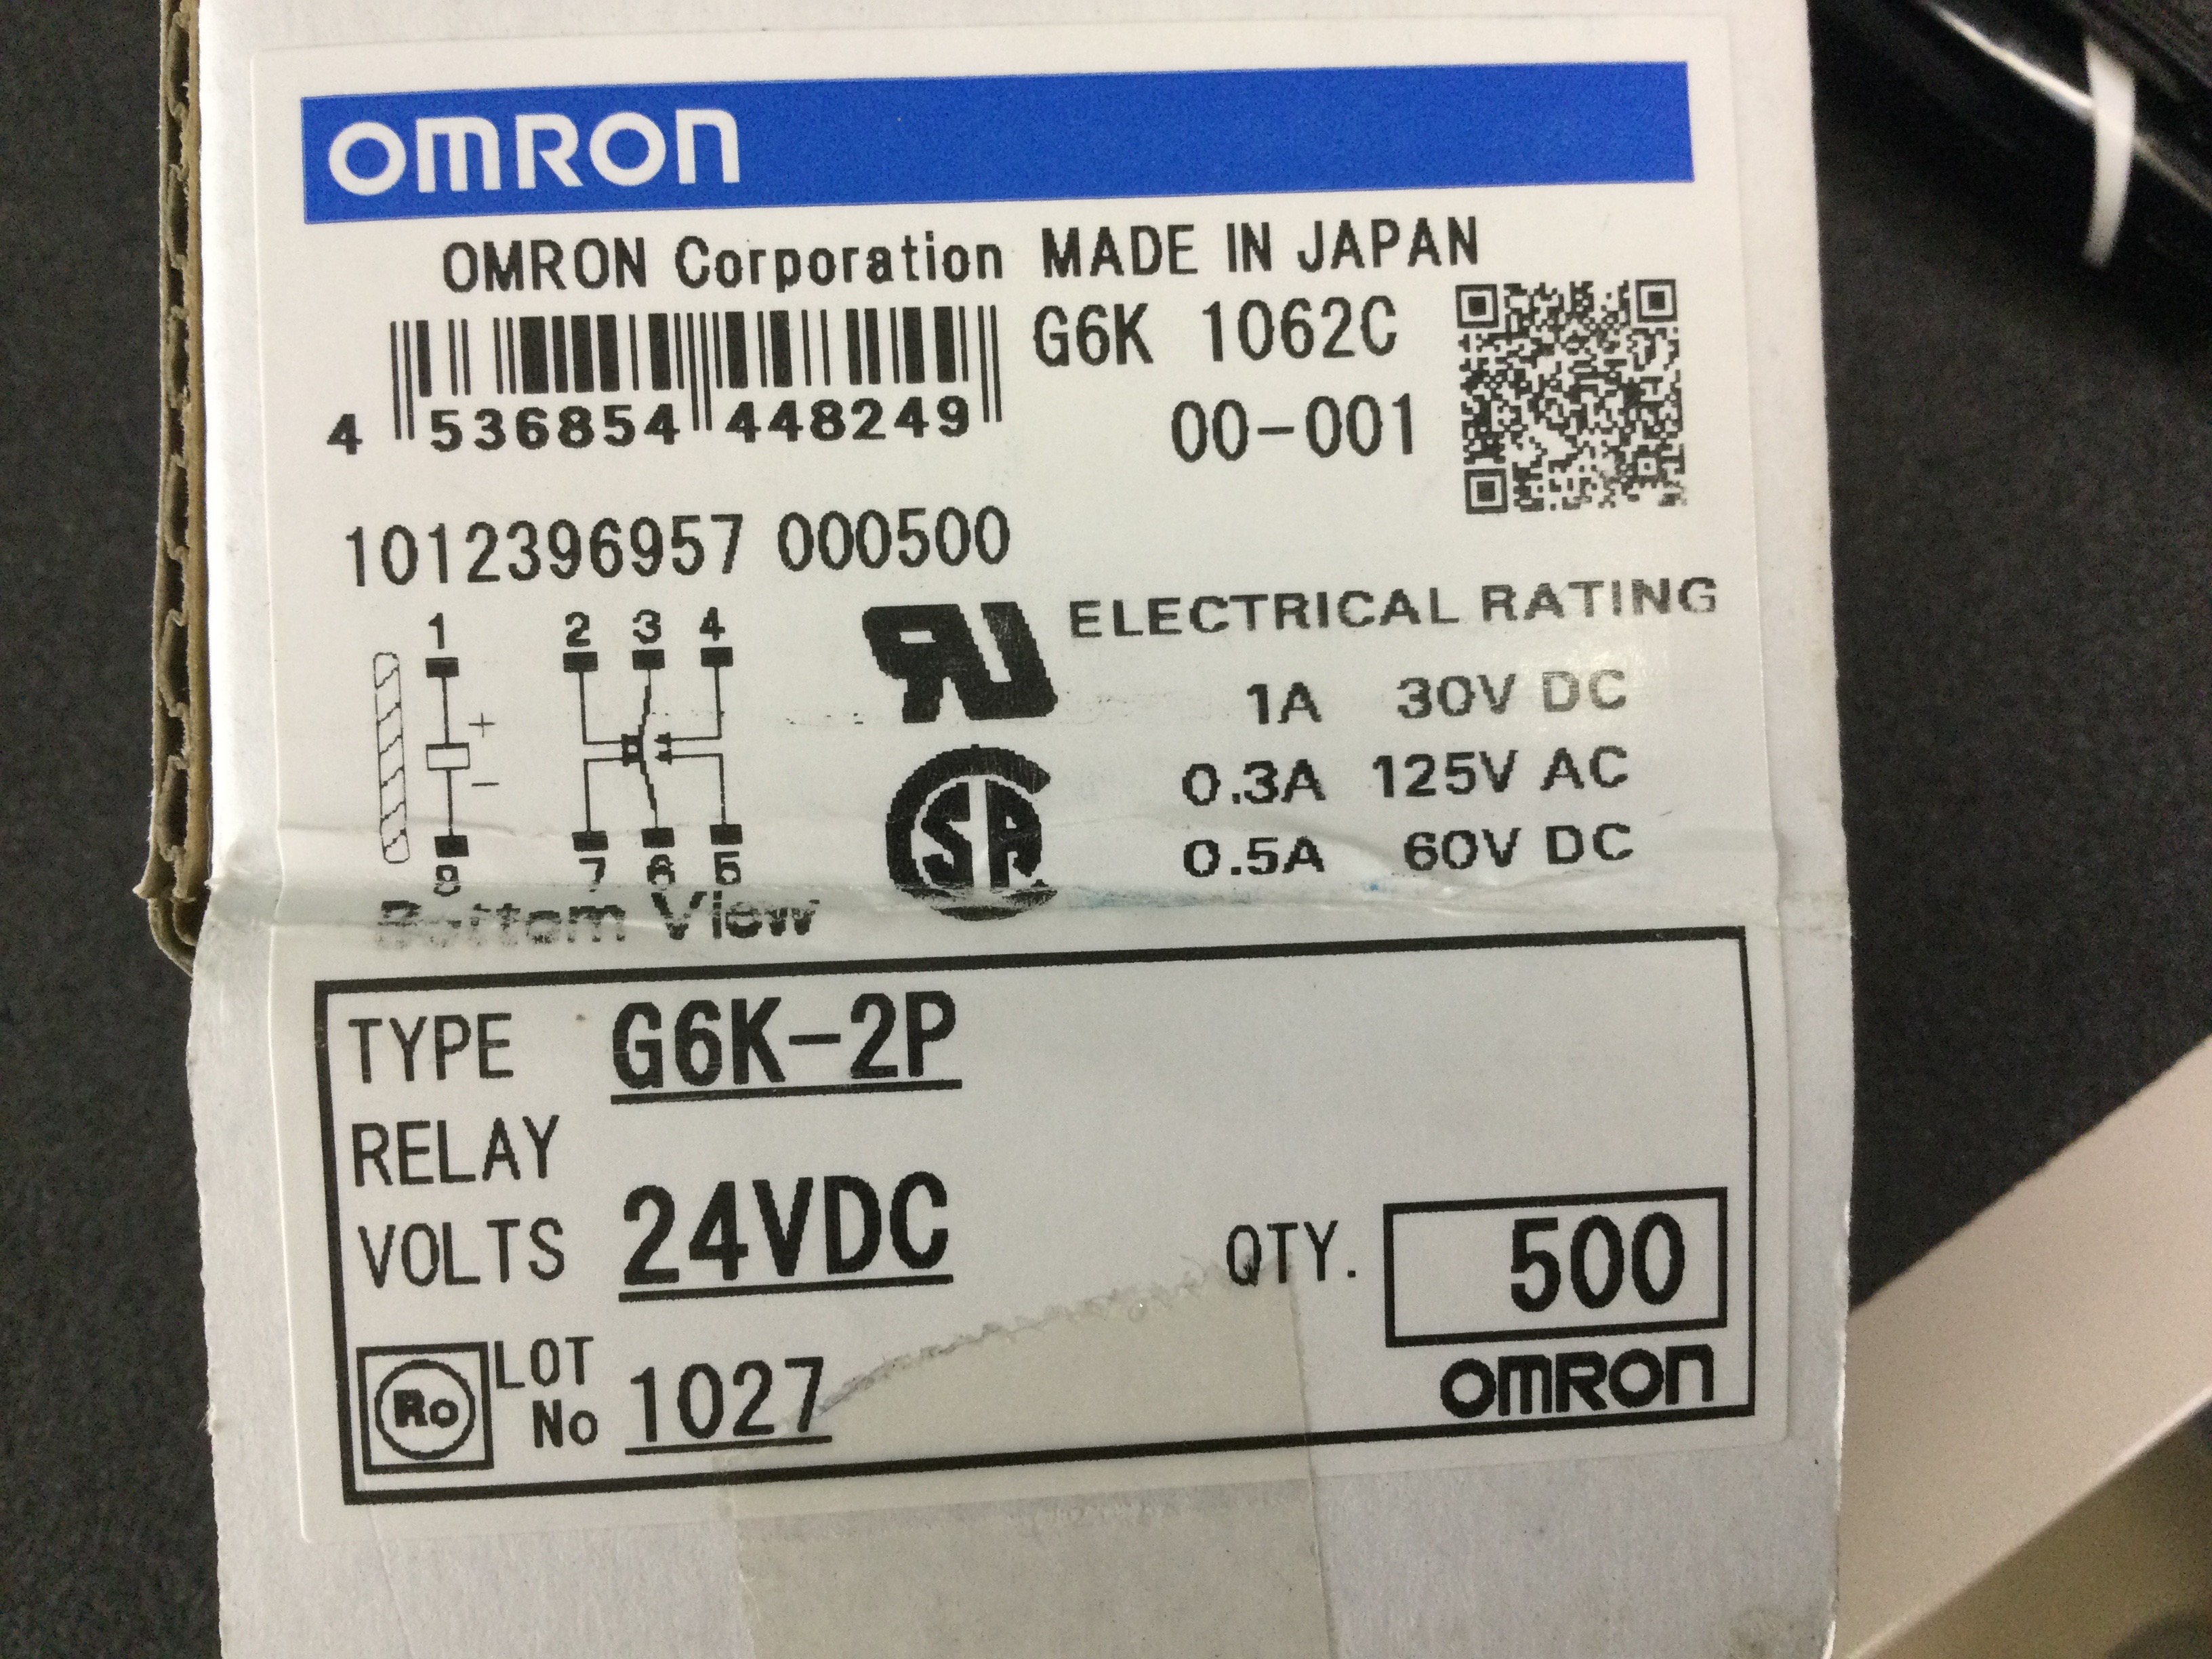 OMRON
OMRON Corporation MADE IN JAPAN
G6K 1062C
4 536854 448249
00-001
1012396957 000500
ELECTRICAL RATING
1 2 3 4
1A 30V DC
+
0.3A 125V AC
−
0.5A 60V DC
8 7 6 5
Bottom View
TYPE G6K-2P
RELAY
VOLTS 24VDC
QTY. 500
LOT
No 1027
Ro
OMRON